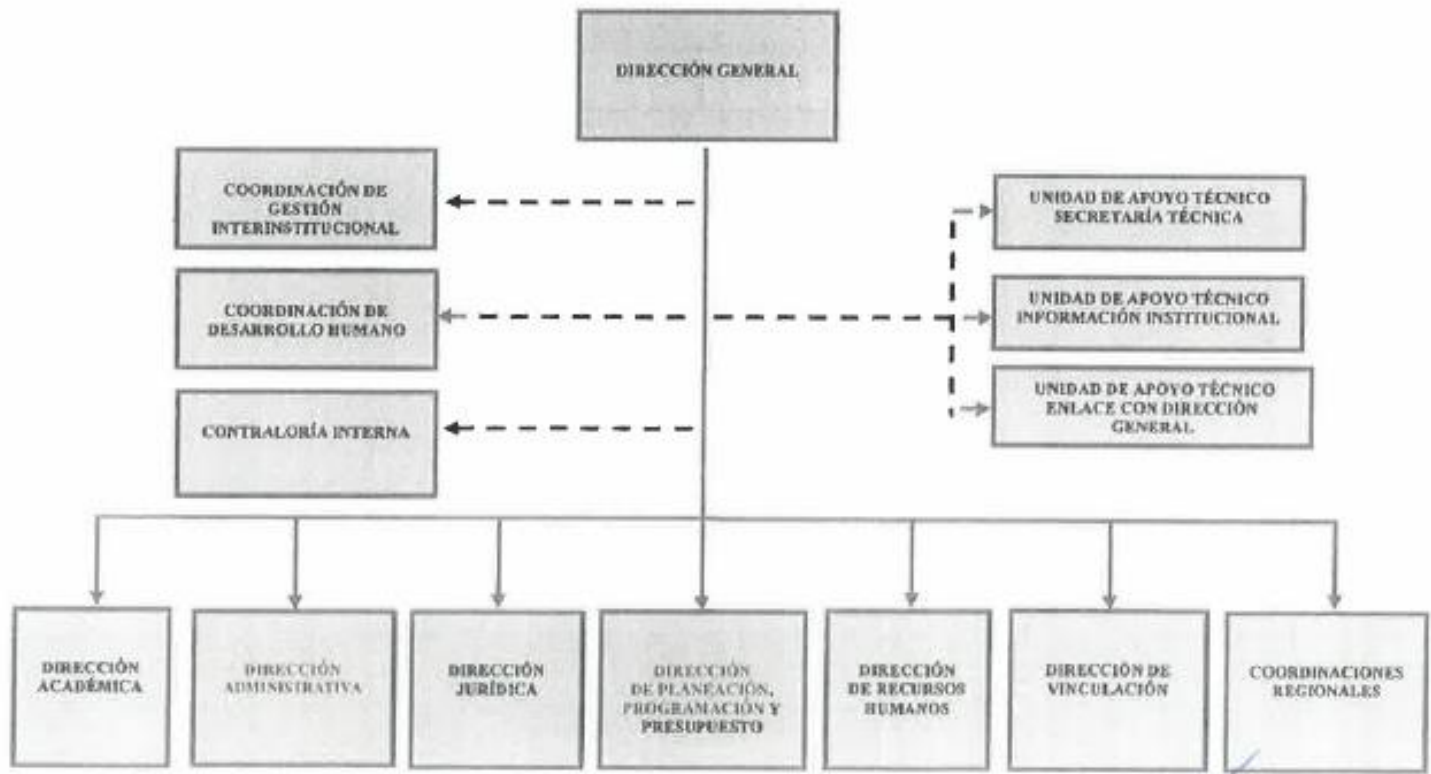 DIRECCIÓN GENERAL
COORDINACIÓN DE
GESTIÓN
INTERINSTITUCIONAL
UNIDAD DE APOYO TÉCNICO
SECRETARÍA TÉCNICA
COORDINACIÓN DE
DESARROLLO HUMANO
UNIDAD DE APOYO TÉCNICO
INFORMACIÓN INSTITUCIONAL
CONTRALORÍA INTERNA
UNIDAD DE APOYO TÉCNICO
ENLACE CON DIRECCIÓN
GENERAL
DIRECCIÓN
ACADÉMICA
DIRECCIÓN
ADMINISTRATIVA
DIRECCIÓN
JURÍDICA
DIRECCIÓN
DE PLANEACIÓN,
PROGRAMACIÓN Y
PRESUPUESTO
DIRECCIÓN
DE RECURSOS
HUMANOS
DIRECCIÓN DE
VINCULACIÓN
COORDINACIONES
REGIONALES